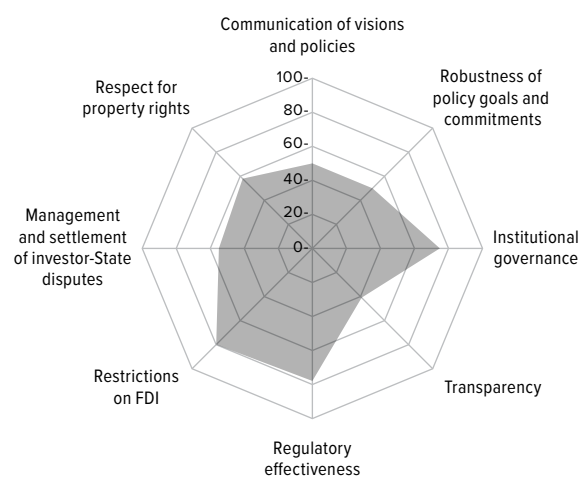 Communication of visions
and policies
Respect for
property rights
Robustness of
policy goals and
commitments
100-
80-
60-
40-
20-
0-
Management
and settlement
of investor-State
disputes
Institutional
governance
Restrictions
on FDI
Transparency
Regulatory
effectiveness